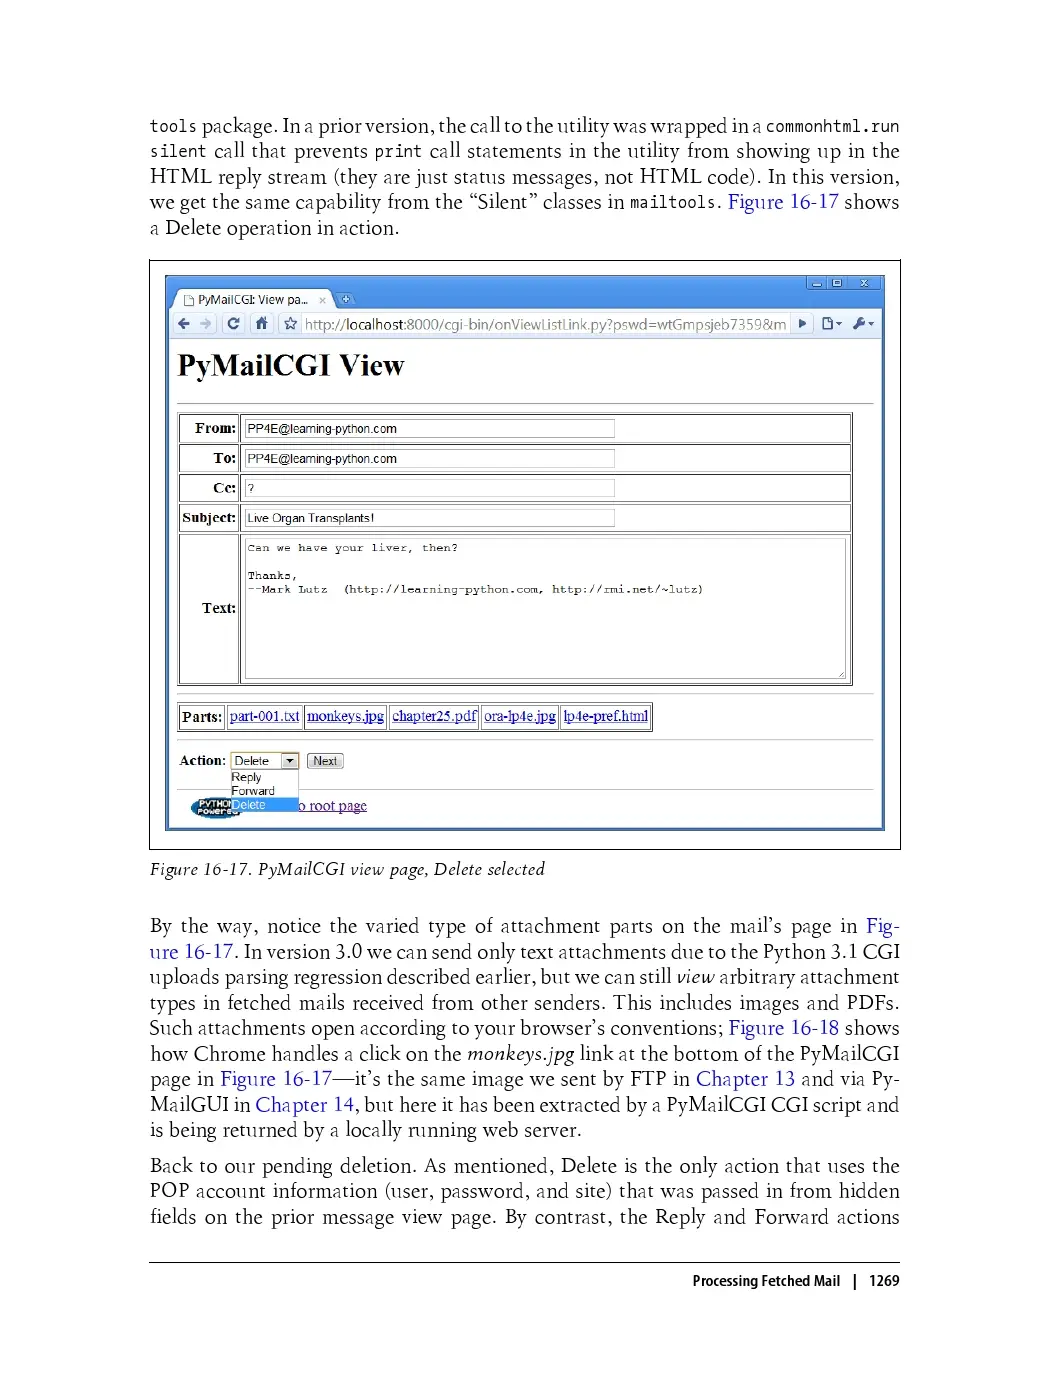 tools package. In a prior version, the call to the utility was wrapped in a commonhtml.run
silent call that prevents print call statements in the utility from showing up in the
HTML reply stream (they are just status messages, not HTML code). In this version,
we get the same capability from the “Silent” classes in mailtools. Figure 16-17 shows
a Delete operation in action.
PyMailCGI: View pa...
http://localhost:8000/cgi-bin/onViewListLink.py?pswd=wtGmpsjeb7359&m
PyMailCGI View
From: PP4E@learning-python.com
To: PP4E@learning-python.com
Cc: ?
Subject: Live Organ Transplants!
Can we have your liver, then?
Thanks,
--Mark Lutz (http://learning-python.com, http://rmi.net/~lutz)
Text:
Parts: part-001.txt monkeys.jpg chapter25.pdf ora-lp4e.jpg lp4e-pref.html
Action: Delete Next
Reply
Forward
Delete
o root page
Figure 16-17. PyMailCGI view page, Delete selected
By the way, notice the varied type of attachment parts on the mail’s page in Fig-
ure 16-17. In version 3.0 we can send only text attachments due to the Python 3.1 CGI
uploads parsing regression described earlier, but we can still view arbitrary attachment
types in fetched mails received from other senders. This includes images and PDFs.
Such attachments open according to your browser’s conventions; Figure 16-18 shows
how Chrome handles a click on the monkeys.jpg link at the bottom of the PyMailCGI
page in Figure 16-17—it’s the same image we sent by FTP in Chapter 13 and via Py-
MailGUI in Chapter 14, but here it has been extracted by a PyMailCGI CGI script and
is being returned by a locally running web server.
Back to our pending deletion. As mentioned, Delete is the only action that uses the
POP account information (user, password, and site) that was passed in from hidden
fields on the prior message view page. By contrast, the Reply and Forward actions
Processing Fetched Mail | 1269